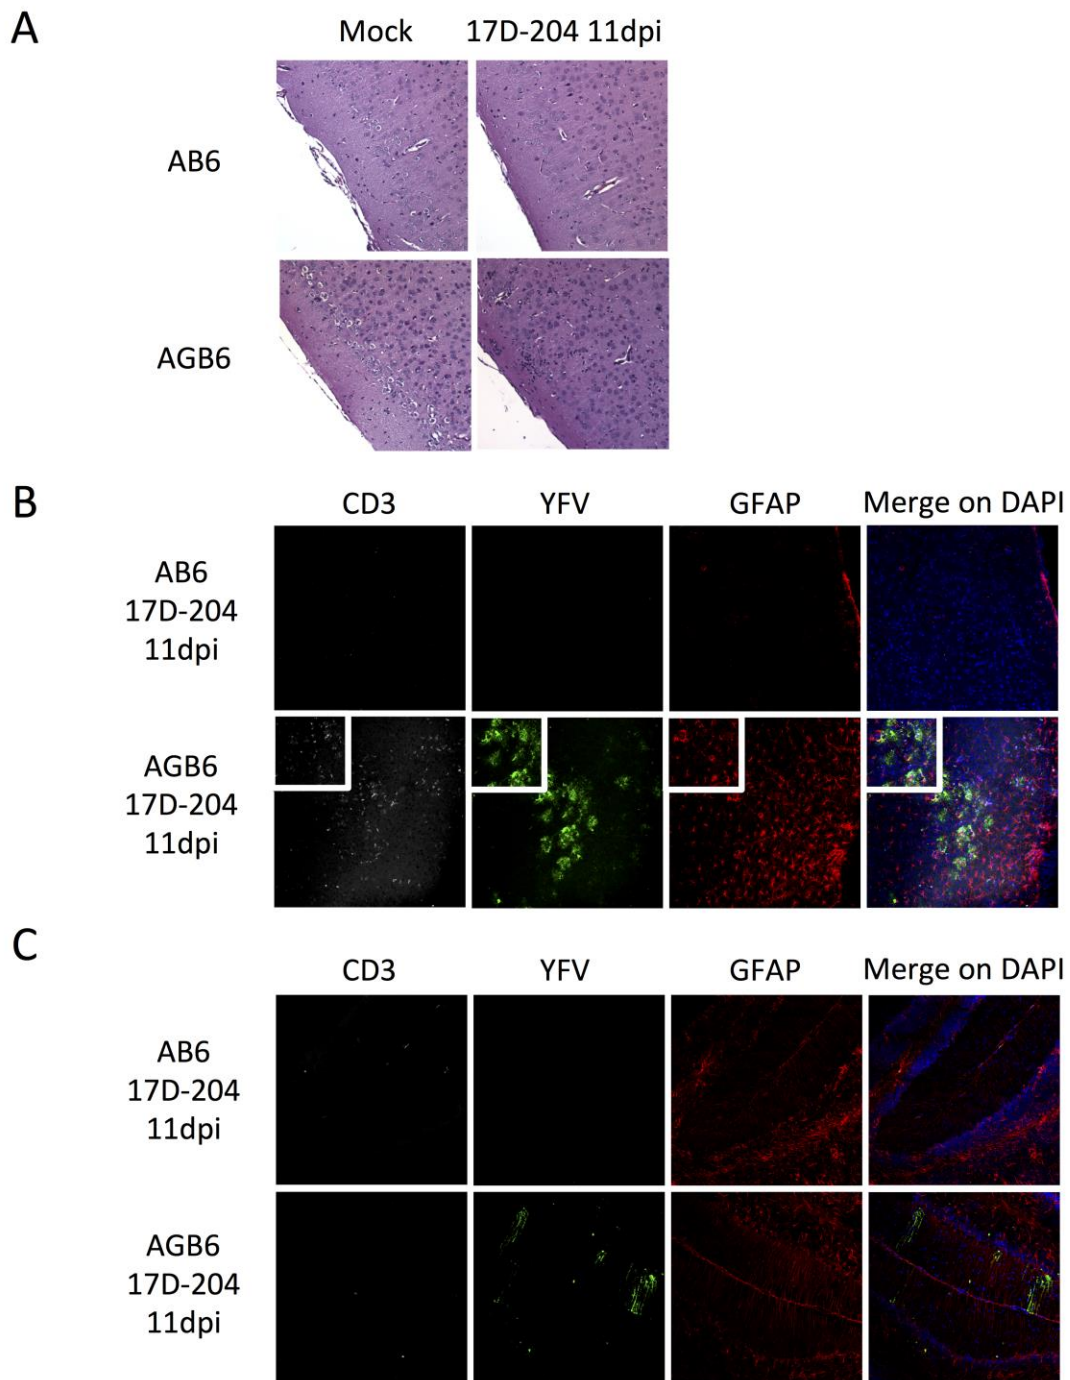 A
Mock 17D-204 11dpi
AB6
AGB6
B
CD3 YFV GFAP Merge on DAPI
AB6
17D-204
11dpi
AGB6
17D-204
11dpi
C
CD3 YFV GFAP Merge on DAPI
AB6
17D-204
11dpi
AGB6
17D-204
11dpi